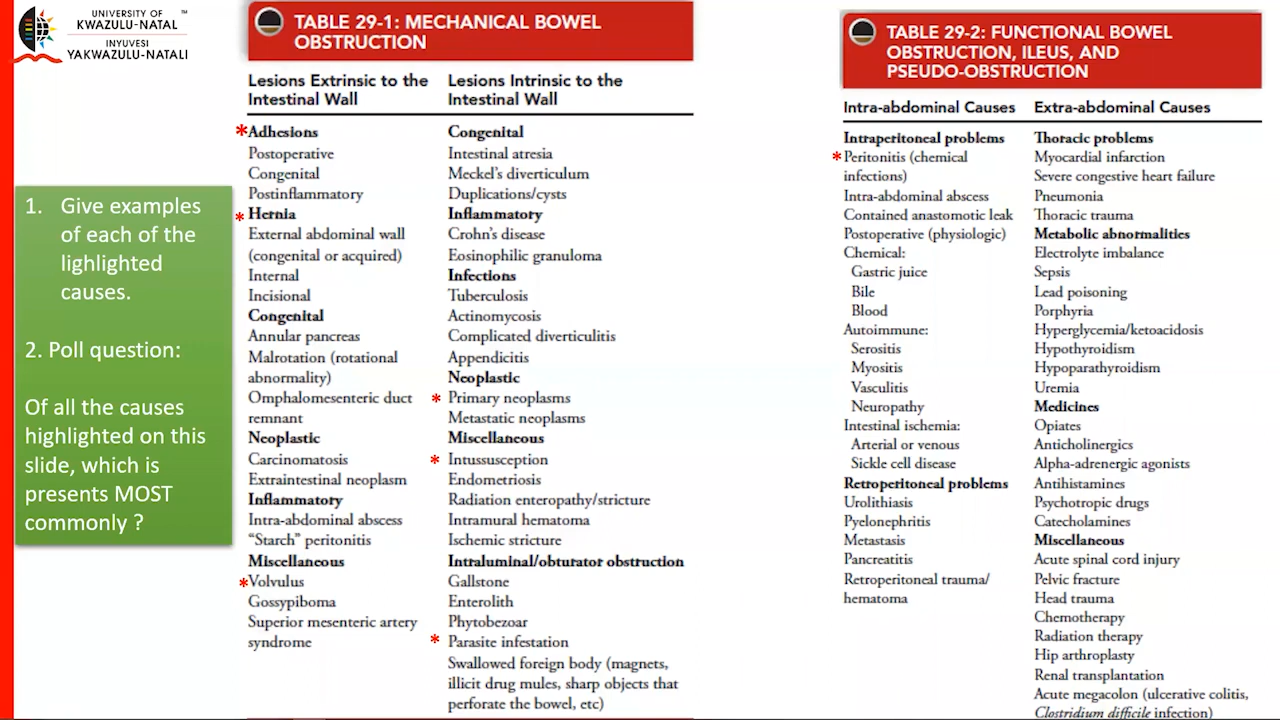 UNIVERSITY OF ™
KWAZULU-NATAL
INYUVESI
YAKWAZULU-NATALI
1. Give examples
of each of the
lighlighted
causes.
2. Poll question:
Of all the causes
highlighted on this
slide, which is
presents MOST
commonly ?
TABLE 29-1: MECHANICAL BOWEL
OBSTRUCTION
Lesions Extrinsic to the
Intestinal Wall
*Adhesions
Postoperative
Congenital
Postinflammatory
*Hernia
External abdominal wall
(congenital or acquired)
Internal
Incisional
Congenital
Annular pancreas
Malrotation (rotational
abnormality)
Omphalomesenteric duct
remnant
Neoplastic
Carcinomatosis
Extraintestinal neoplasm
Inflammatory
Intra-abdominal abscess
“Starch” peritonitis
Miscellaneous
*Volvulus
Gossypiboma
Superior mesenteric artery
syndrome
Lesions Intrinsic to the
Intestinal Wall
Congenital
Intestinal atresia
Meckel’s diverticulum
Duplications/cysts
Inflammatory
Crohn’s disease
Eosinophilic granuloma
Infections
Tuberculosis
Actinomycosis
Complicated diverticulitis
Appendicitis
Neoplastic
* Primary neoplasms
Metastatic neoplasms
Miscellaneous
* Intussusception
Endometriosis
Radiation enteropathy/stricture
Intramural hematoma
Ischemic stricture
Intraluminal/obturator obstruction
Gallstone
Enterolith
Phytobezoar
* Parasite infestation
Swallowed foreign body (magnets,
illicit drug mules, sharp objects that
perforate the bowel, etc)
TABLE 29-2: FUNCTIONAL BOWEL
OBSTRUCTION, ILEUS, AND
PSEUDO-OBSTRUCTION
Intra-abdominal Causes
Intraperitoneal problems
* Peritonitis (chemical
infections)
Intra-abdominal abscess
Contained anastomotic leak
Postoperative (physiologic)
Chemical:
Gastric juice
Bile
Blood
Autoimmune:
Serositis
Myositis
Vasculitis
Neuropathy
Intestinal ischemia:
Arterial or venous
Sickle cell disease
Retroperitoneal problems
Urolithiasis
Pyelonephritis
Metastasis
Pancreatitis
Retroperitoneal trauma/
hematoma
Extra-abdominal Causes
Thoracic problems
Myocardial infarction
Severe congestive heart failure
Pneumonia
Thoracic trauma
Metabolic abnormalities
Electrolyte imbalance
Sepsis
Lead poisoning
Porphyria
Hyperglycemia/ketoacidosis
Hypothyroidism
Hypoparathyroidism
Uremia
Medicines
Opiates
Anticholinergics
Alpha-adrenergic agonists
Antihistamines
Psychotropic drugs
Catecholamines
Miscellaneous
Acute spinal cord injury
Pelvic fracture
Head trauma
Chemotherapy
Radiation therapy
Hip arthroplasty
Renal transplantation
Acute megacolon (ulcerative colitis,
Clostridium difficile infection)